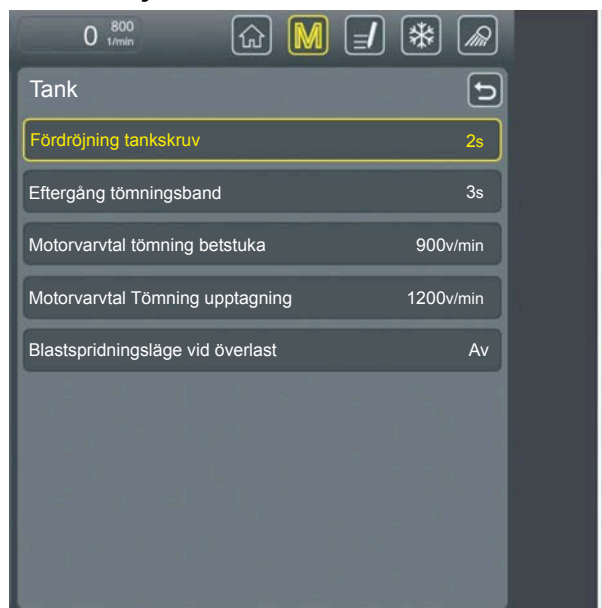 0 800
1/min
M
Tank
Fördröjning tankskruv 2s
Eftergång tömningsband 3s
Motorvarvtal tömning betstuka 900v/min
Motorvarvtal Tömning upptagning 1200v/min
Blastspridningsläge vid överlast Av